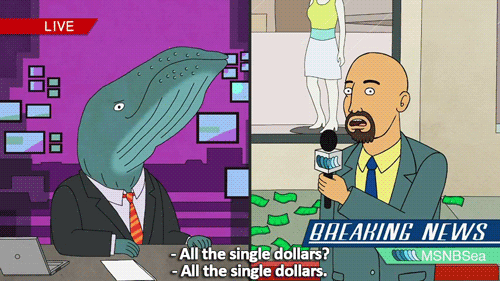 LIVE
BREAKING NEWS
MSNBSea
- All the single dollars?
- All the single dollars.